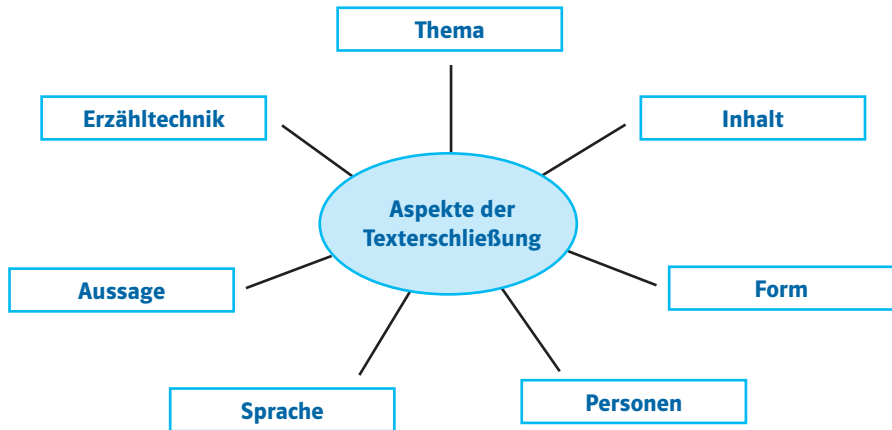 Thema
Erzähltechnik
Inhalt
Aspekte der
Texterschließung
Aussage
Form
Sprache
Personen